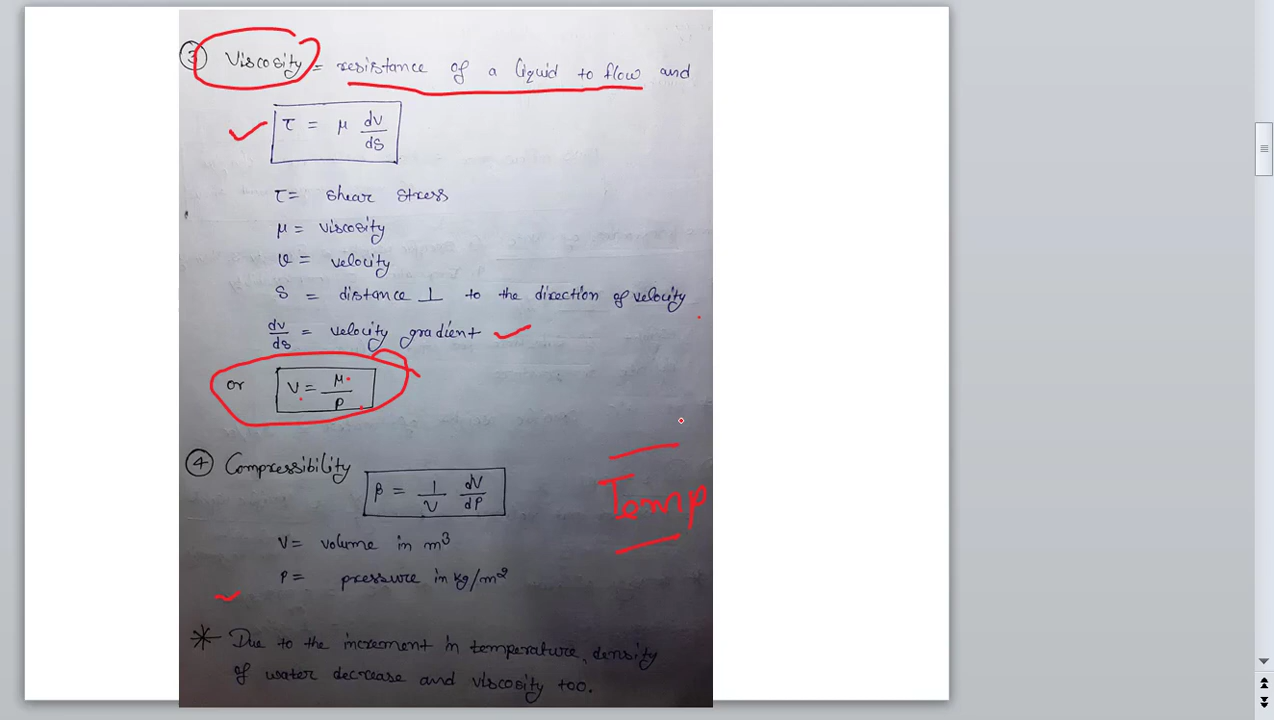 ③ Viscosity = resistance of a liquid to flow and
τ = μ dv/ds
τ = shear stress
μ = viscosity
v = velocity
S = distance ⊥ to the direction of velocity
dv/ds = velocity gradient
or ν = μ/ρ
④ Compressibility
β = 1/V dV/dP
V = volume in m³
P = pressure in kg/m²
Temp
* Due to the increment in temperature, density
of water decrease and viscosity too.